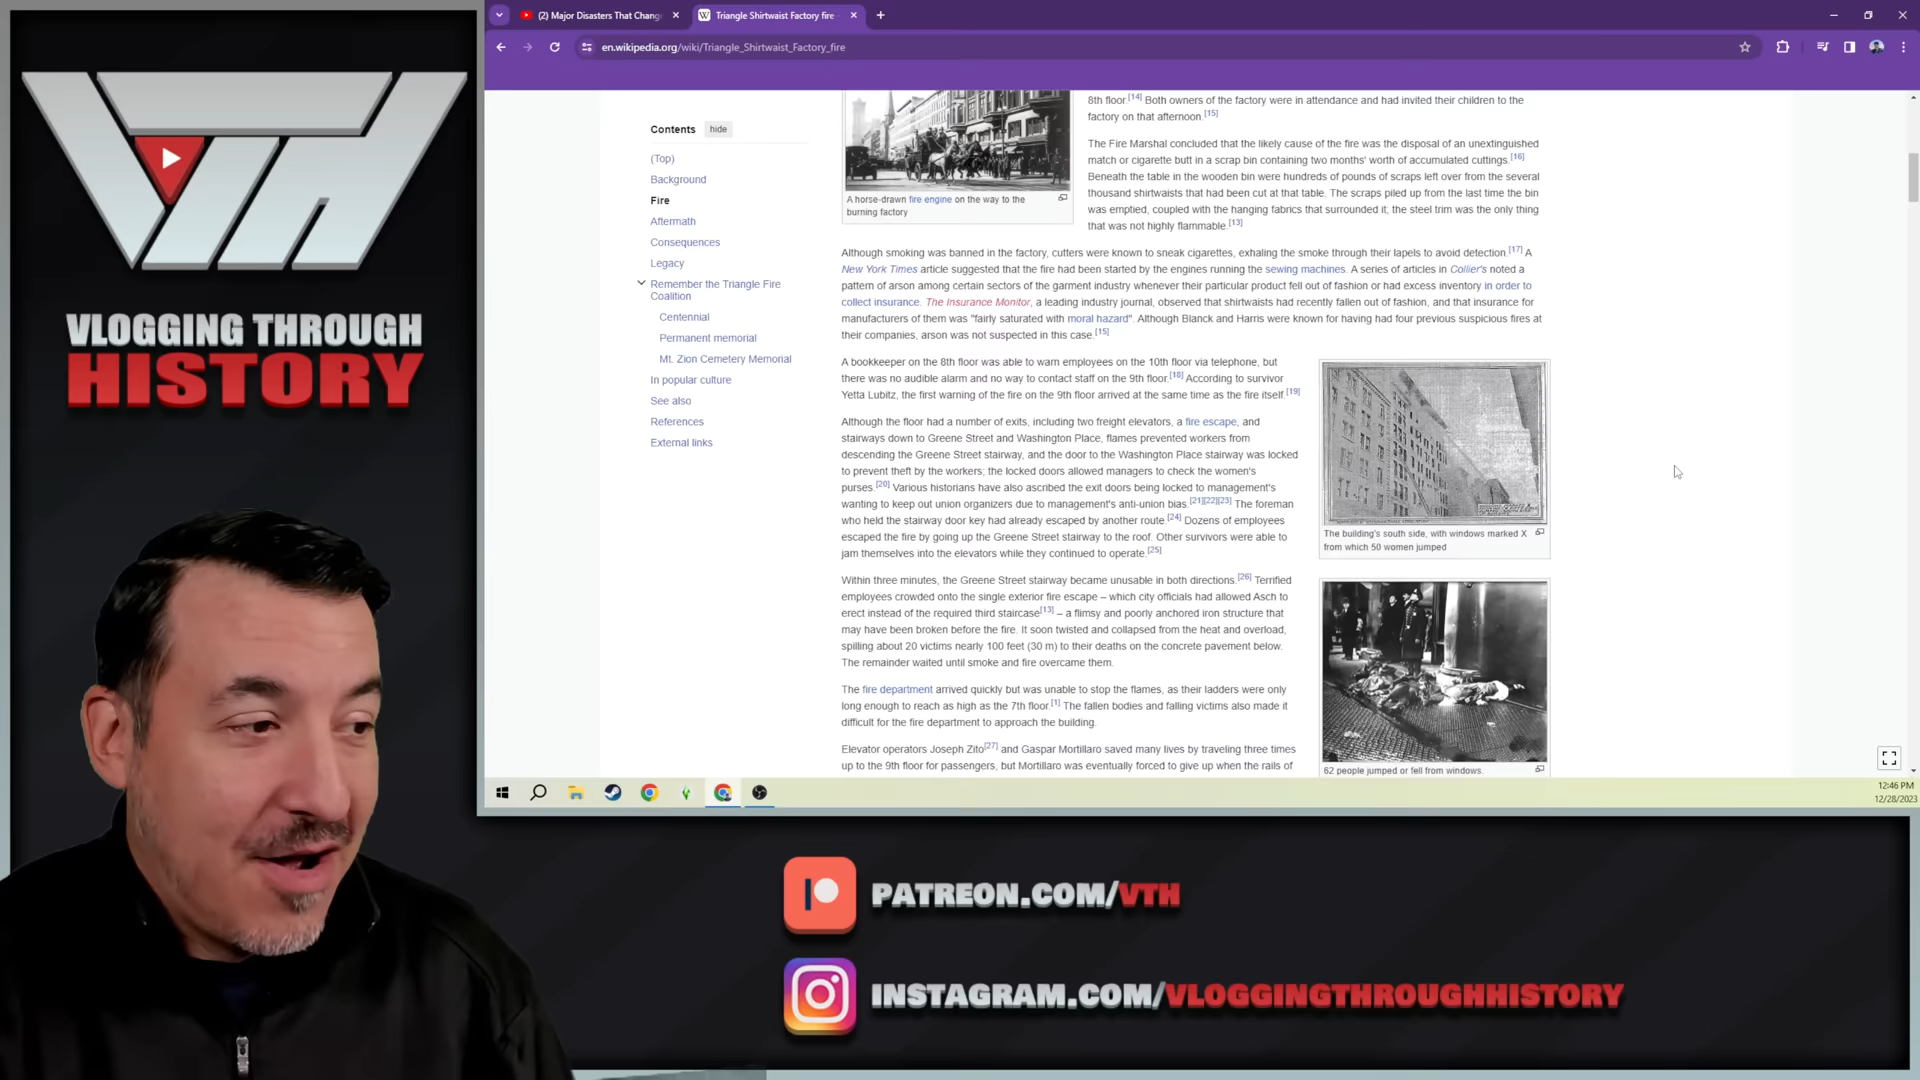 (2) Major Disasters That Chang
Triangle Shirtwaist Factory fire
en.wikipedia.org/wiki/Triangle_Shirtwaist_Factory_fire
VTH
VLOGGING THROUGH
HISTORY
Contents hide
(Top)
Background
Fire
Aftermath
Consequences
Legacy
Remember the Triangle Fire
Coalition
Centennial
Permanent memorial
Mt. Zion Cemetery Memorial
In popular culture
See also
References
External links
A horse-drawn fire engine on the way to the
burning factory
8th floor.[14] Both owners of the factory were in attendance and had invited their children to the
factory on that afternoon.[15]
The Fire Marshal concluded that the likely cause of the fire was the disposal of an unextinguished
match or cigarette butt in a scrap bin containing two months' worth of accumulated cuttings.[16]
Beneath the table in the wooden bin were hundreds of pounds of scraps left over from the several
thousand shirtwaists that had been cut at that table. The scraps piled up from the last time the bin
was emptied, coupled with the hanging fabrics that surrounded it; the steel trim was the only thing
that was not highly flammable.[13]
Although smoking was banned in the factory, cutters were known to sneak cigarettes, exhaling the smoke through their lapels to avoid detection.[17] A
New York Times article suggested that the fire had been started by the engines running the sewing machines. A series of articles in Collier's noted a
pattern of arson among certain sectors of the garment industry whenever their particular product fell out of fashion or had excess inventory in order to
collect insurance. The Insurance Monitor, a leading industry journal, observed that shirtwaists had recently fallen out of fashion, and that insurance for
manufacturers of them was "fairly saturated with moral hazard". Although Blanck and Harris were known for having had four previous suspicious fires at
their companies, arson was not suspected in this case.[15]
A bookkeeper on the 8th floor was able to warn employees on the 10th floor via telephone, but
there was no audible alarm and no way to contact staff on the 9th floor.[18] According to survivor
Yetta Lubitz, the first warning of the fire on the 9th floor arrived at the same time as the fire itself.[19]
Although the floor had a number of exits, including two freight elevators, a fire escape, and
stairways down to Greene Street and Washington Place, flames prevented workers from
descending the Greene Street stairway, and the door to the Washington Place stairway was locked
to prevent theft by the workers; the locked doors allowed managers to check the women's
purses.[20] Various historians have also ascribed the exit doors being locked to management's
wanting to keep out union organizers due to management's anti-union bias.[21][22][23] The foreman
who held the stairway door key had already escaped by another route.[24] Dozens of employees
escaped the fire by going up the Greene Street stairway to the roof. Other survivors were able to
jam themselves into the elevators while they continued to operate.[25]
Within three minutes, the Greene Street stairway became unusable in both directions.[26] Terrified
employees crowded onto the single exterior fire escape – which city officials had allowed Asch to
erect instead of the required third staircase[13] – a flimsy and poorly anchored iron structure that
may have been broken before the fire. It soon twisted and collapsed from the heat and overload,
spilling about 20 victims nearly 100 feet (30 m) to their deaths on the concrete pavement below.
The remainder waited until smoke and fire overcame them.
The fire department arrived quickly but was unable to stop the flames, as their ladders were only
long enough to reach as high as the 7th floor.[1] The fallen bodies and falling victims also made it
difficult for the fire department to approach the building.
Elevator operators Joseph Zito[27] and Gaspar Mortillaro saved many lives by traveling three times
up to the 9th floor for passengers, but Mortillaro was eventually forced to give up when the rails of
The building's south side, with windows marked X
from which 50 women jumped
62 people jumped or fell from windows.
12:46 PM
12/28/2023
PATREON.COM/VTH
INSTAGRAM.COM/VLOGGINGTHROUGHHISTORY